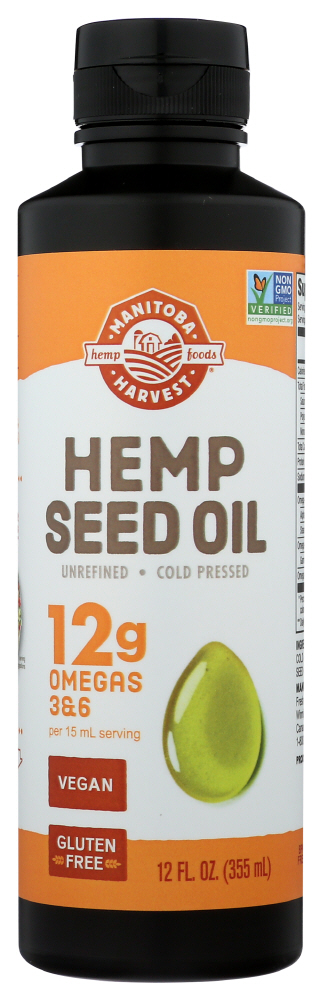 NON
GMO
Project
VERIFIED
nongmoproject.org
MANITOBA
hemp foods
HARVEST
HEMP
SEED OIL
UNREFINED • COLD PRESSED
12g
OMEGAS
3&6
per 15 mL serving
VEGAN
GLUTEN
FREE
12 FL. OZ. (355 mL)